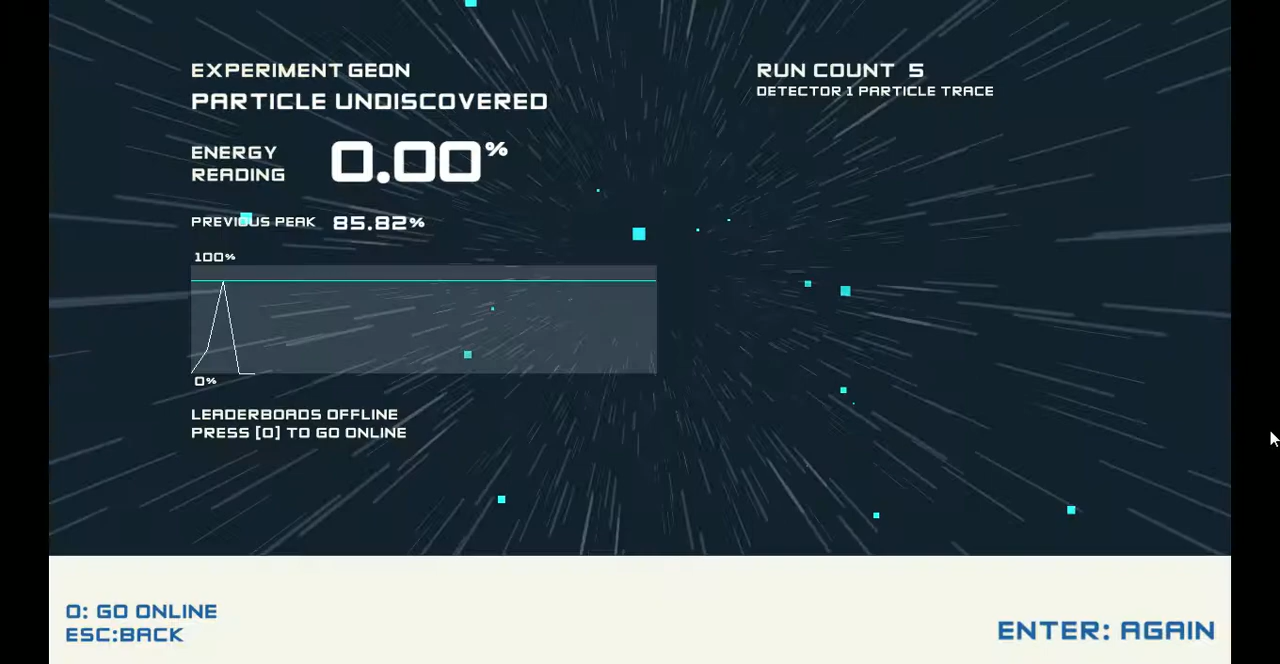 EXPERIMENT GEON
PARTICLE UNDISCOVERED
RUN COUNT 5
DETECTOR 1 PARTICLE TRACE
ENERGY
READING
0.00%
PREVIOUS PEAK 85.82%
100%
0%
LEADERBOADS OFFLINE
PRESS [O] TO GO ONLINE
O: GO ONLINE
ESC:BACK
ENTER: AGAIN